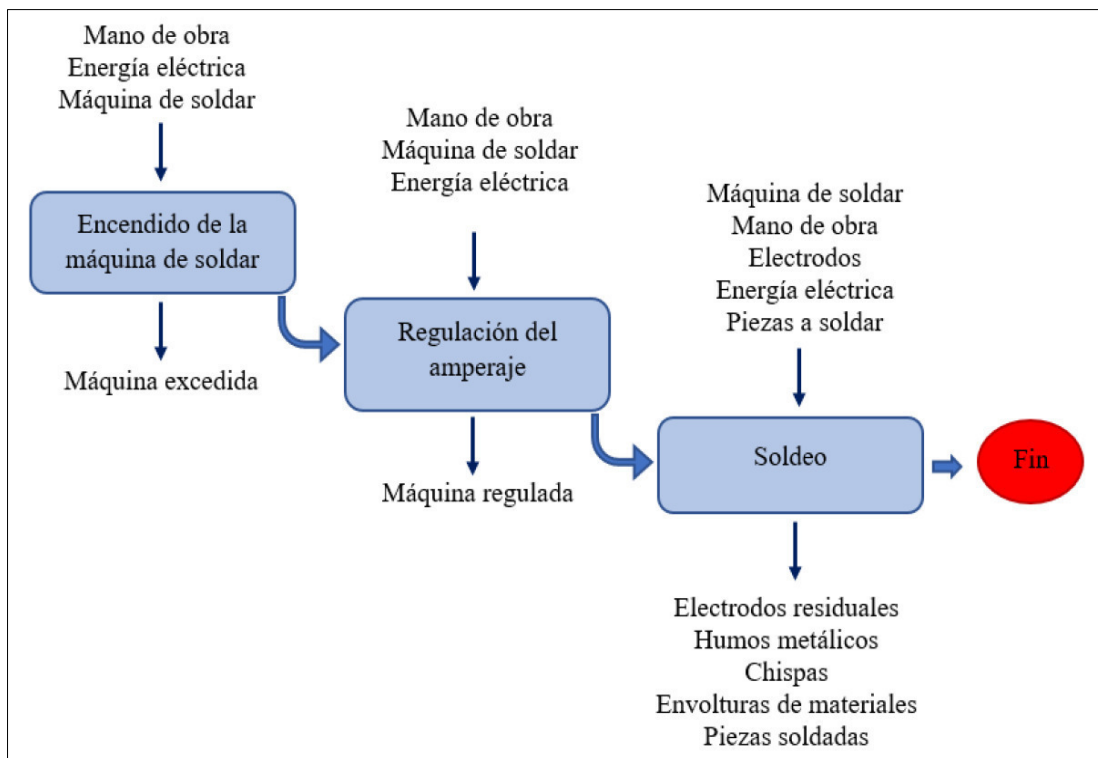 Mano de obra
Energía eléctrica
Máquina de soldar
Encendido de la
máquina de soldar
Máquina excedida
Mano de obra
Máquina de soldar
Energía eléctrica
Regulación del
amperaje
Máquina regulada
Máquina de soldar
Mano de obra
Electrodos
Energía eléctrica
Piezas a soldar
Soldeo
Electrodos residuales
Humos metálicos
Chispas
Envolturas de materiales
Piezas soldadas
Fin